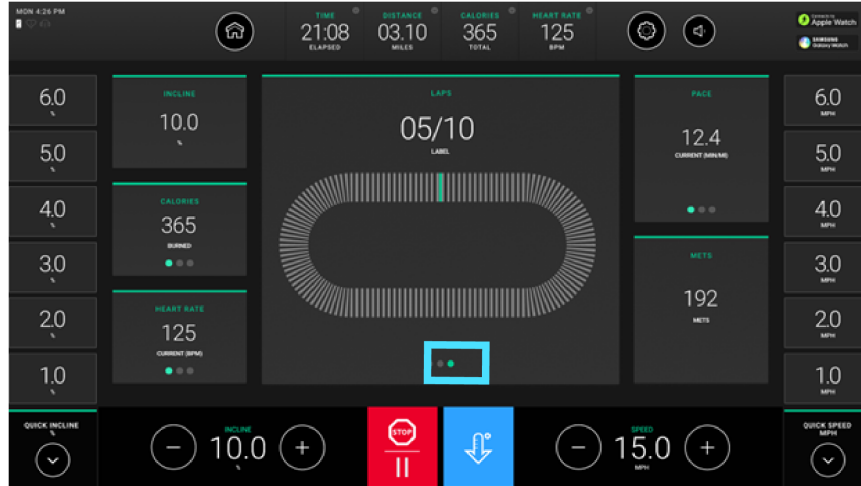 MON 4:26 PM
TIME
21:08
ELAPSED
DISTANCE
03.10
MILES
CALORIES
365
TOTAL
HEART RATE
125
BPM
Connects to
Apple Watch
SAMSUNG
Galaxy Watch
6.0
%
5.0
%
4.0
%
3.0
%
2.0
%
1.0
%
QUICK INCLINE
%
INCLINE
10.0
%
CALORIES
365
BURNED
HEART RATE
125
CURRENT (BPM)
LAPS
05/10
LABEL
PACE
12.4
CURRENT (MIN/MI)
METS
192
METS
6.0
MPH
5.0
MPH
4.0
MPH
3.0
MPH
2.0
MPH
1.0
MPH
QUICK SPEED
MPH
INCLINE
10.0
%
STOP
SPEED
15.0
MPH